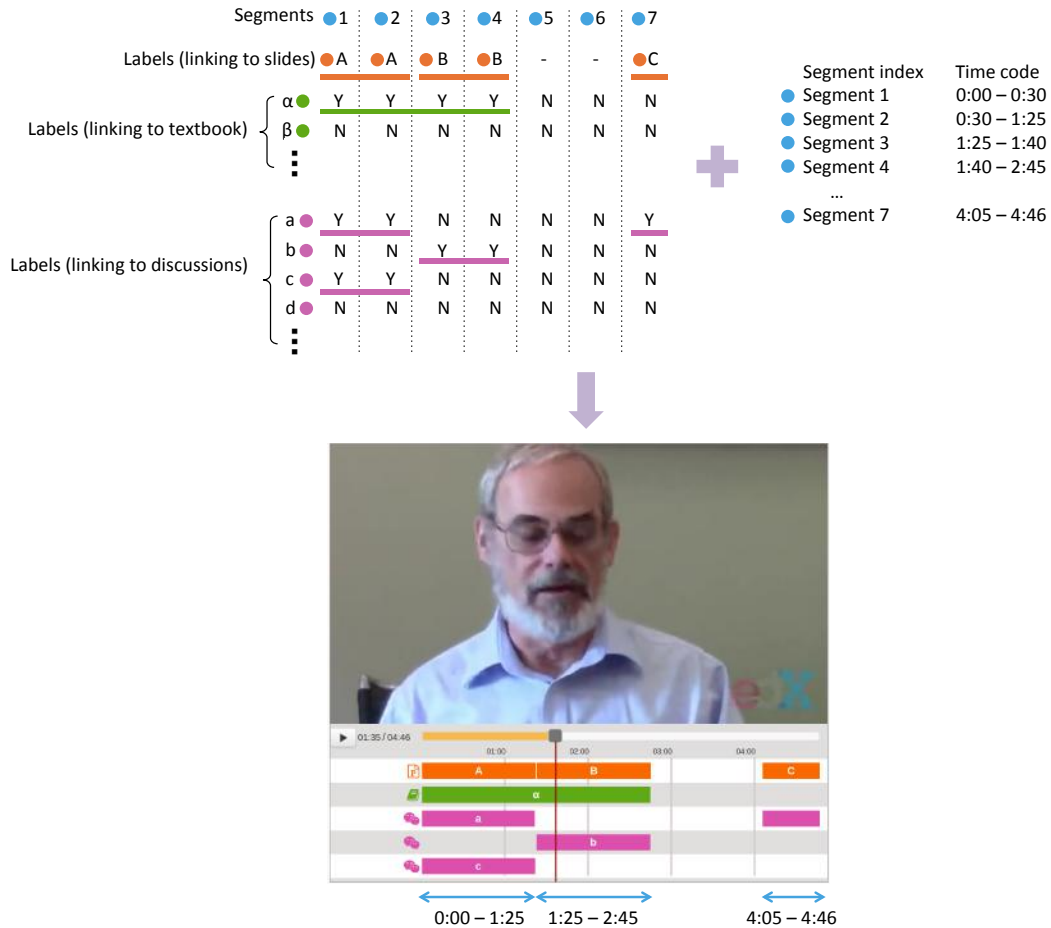 Segments 1 2 3 4 5 6 7
Labels (linking to slides) A A B B - - C
α Y Y Y Y N N N
Labels (linking to textbook)
β N N N N N N N
a Y Y N N N N Y
b N N Y Y N N N
Labels (linking to discussions)
c Y Y N N N N N
d N N N N N N N
Segment index Time code
Segment 1 0:00 – 0:30
Segment 2 0:30 – 1:25
Segment 3 1:25 – 1:40
Segment 4 1:40 – 2:45
...
Segment 7 4:05 – 4:46
edX
01:35 / 04:46
01:00 02:00 03:00 04:00
A B C
α
a
b
c
0:00 – 1:25 1:25 – 2:45 4:05 – 4:46